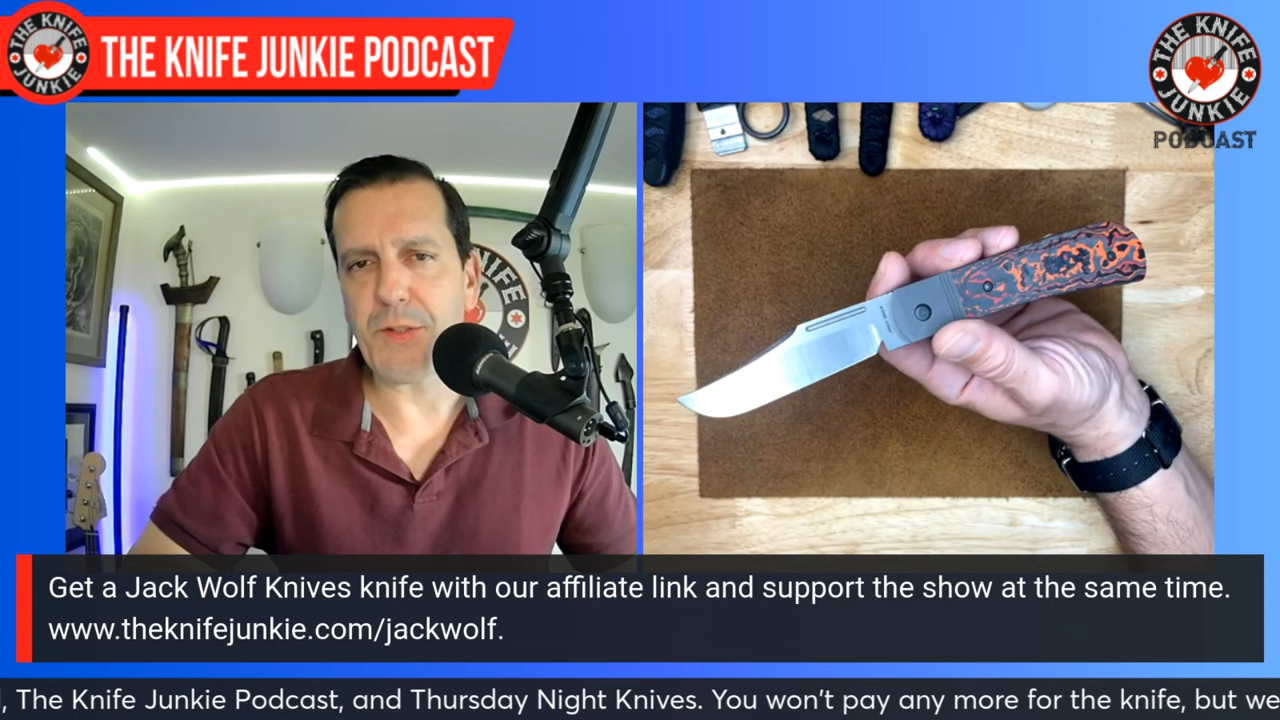 THE KNIFE JUNKIE
THE KNIFE JUNKIE PODCAST
THE KNIFE JUNKIE
PODCAST
KNIFE
Get a Jack Wolf Knives knife with our affiliate link and support the show at the same time.
www.theknifejunkie.com/jackwolf.
, The Knife Junkie Podcast, and Thursday Night Knives. You won't pay any more for the knife, but we